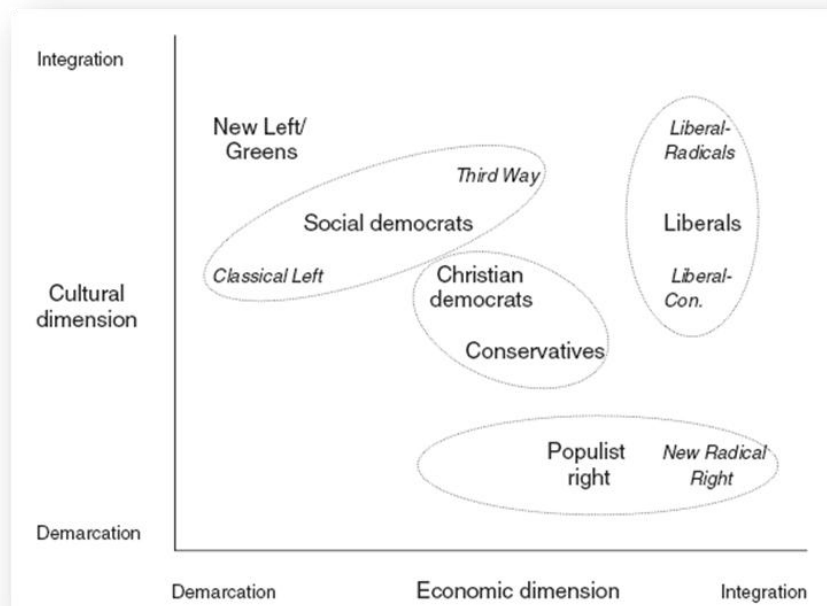 Integration
New Left/
Greens
Liberal-
Radicals
Third Way
Social democrats
Liberals
Classical Left
Christian
democrats
Liberal-
Con.
Cultural
dimension
Conservatives
Populist
right
New Radical
Right
Demarcation
Demarcation
Economic dimension
Integration